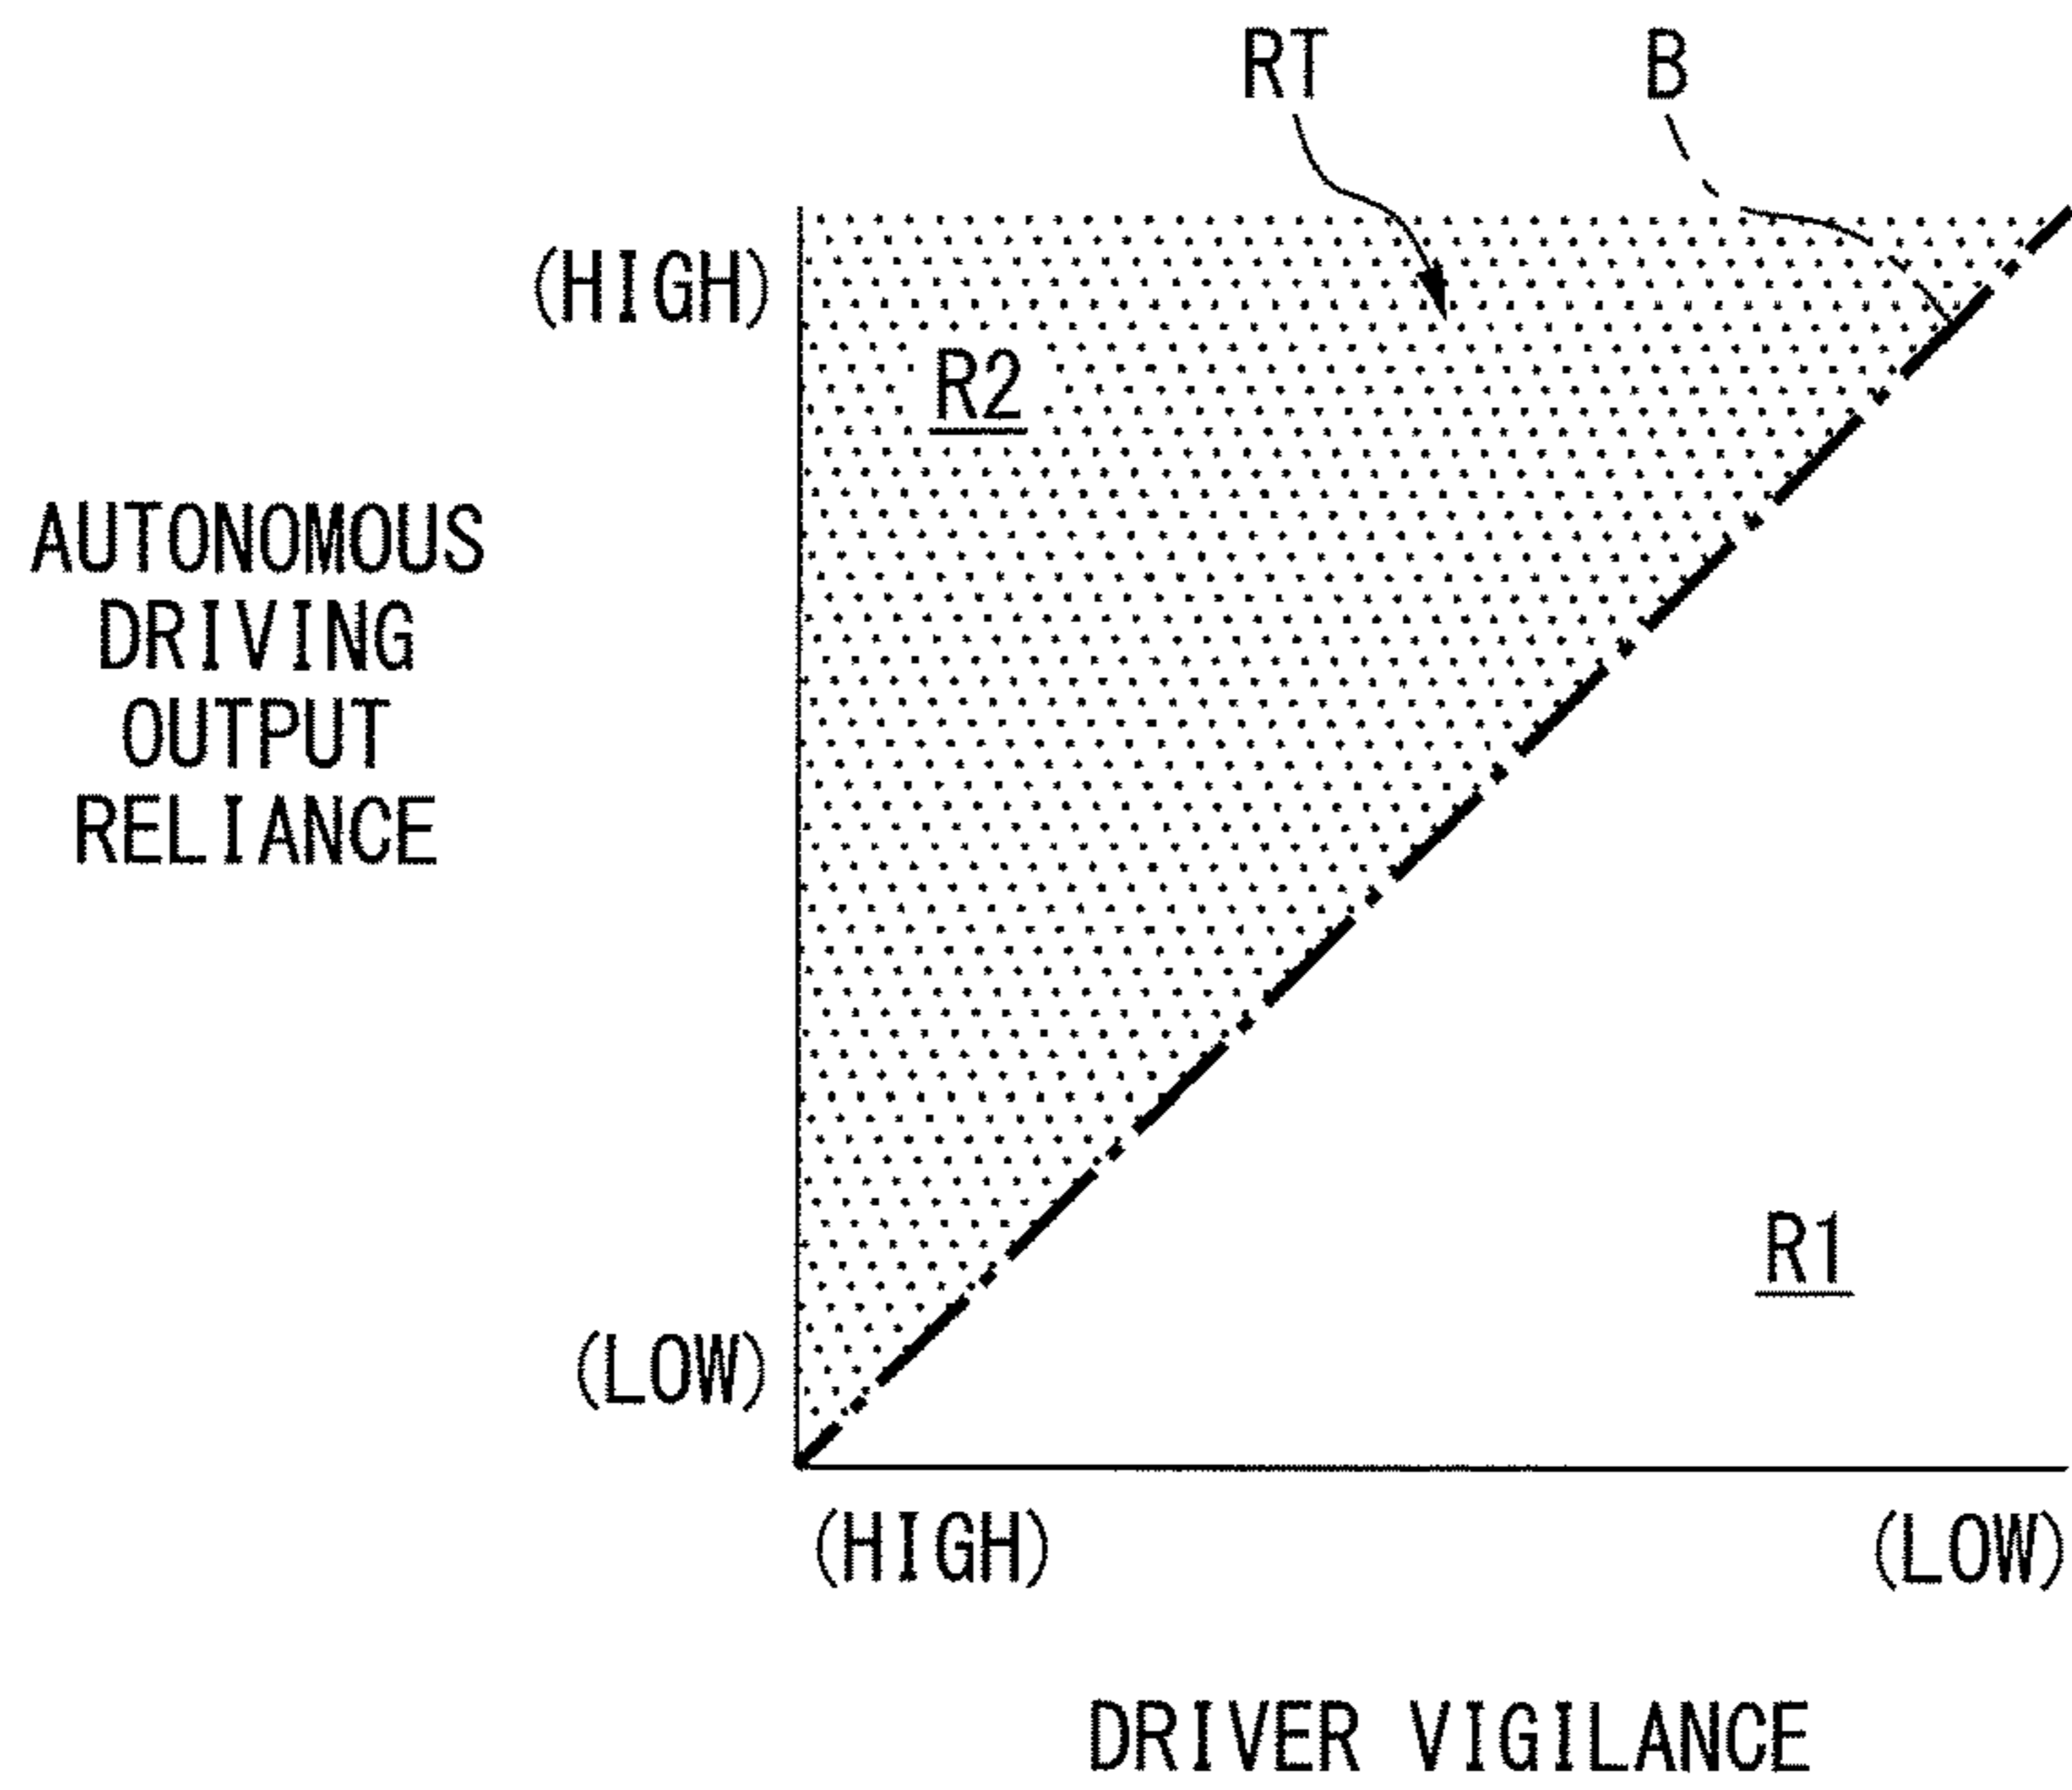 RT
B
(HIGH)
R2
AUTONOMOUS
DRIVING
OUTPUT
RELIANCE
R1
(LOW)
(HIGH)
(LOW)
DRIVER VIGILANCE